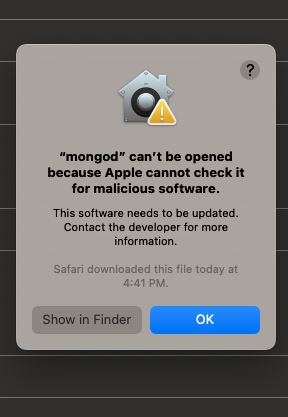 ?
“mongod” can’t be opened
because Apple cannot check it
for malicious software.
This software needs to be updated.
Contact the developer for more
information.
Safari downloaded this file today at
4:41 PM.
Show in Finder
OK